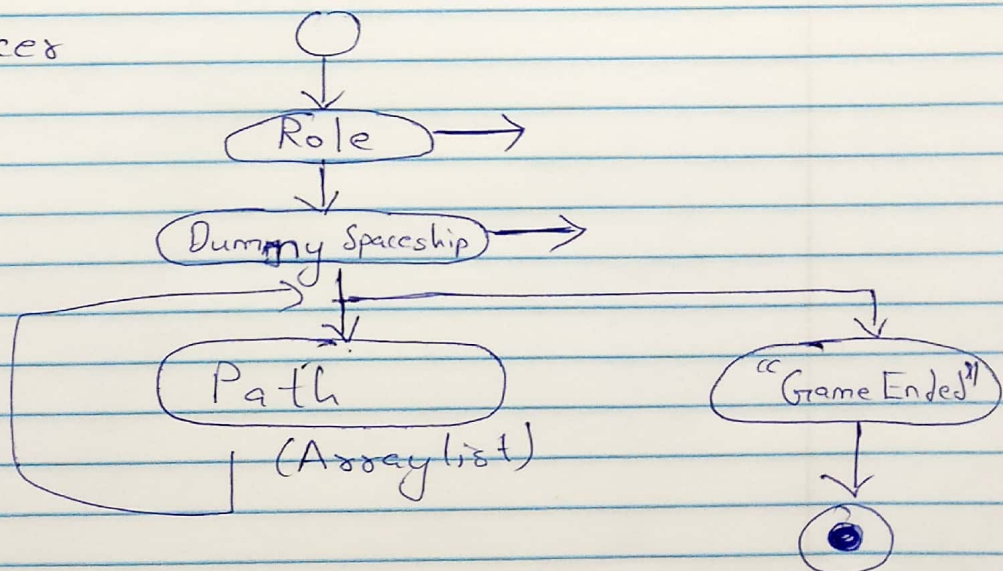 cer
Role
Dummy Spaceship
Path
(Arraylist)
"Game Ended"